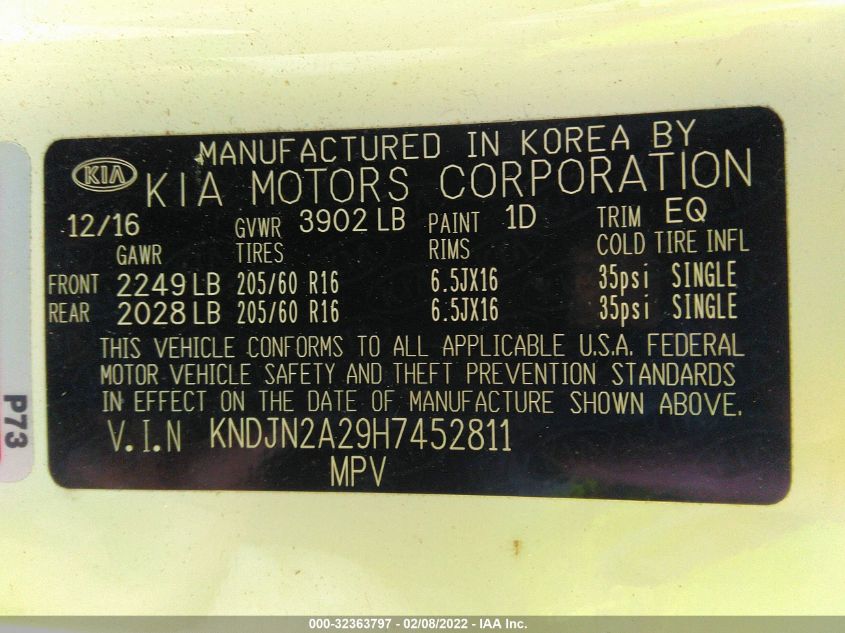 MANUFACTURED IN KOREA BY
KIA KIA MOTORS CORPORATION
12/16 GVWR 3902 LB PAINT 1D TRIM EQ
GAWR TIRES RIMS COLD TIRE INFL
FRONT 2249 LB 205/60 R16 6.5JX16 35psi SINGLE
REAR 2028 LB 205/60 R16 6.5JX16 35psi SINGLE
THIS VEHICLE CONFORMS TO ALL APPLICABLE U.S.A. FEDERAL
MOTOR VEHICLE SAFETY AND THEFT PREVENTION STANDARDS
IN EFFECT ON THE DATE OF MANUFACTURE SHOWN ABOVE.
V.I.N KNDJN2A29H7452811
MPV
P73
000-32363797 - 02/08/2022 - IAA Inc.